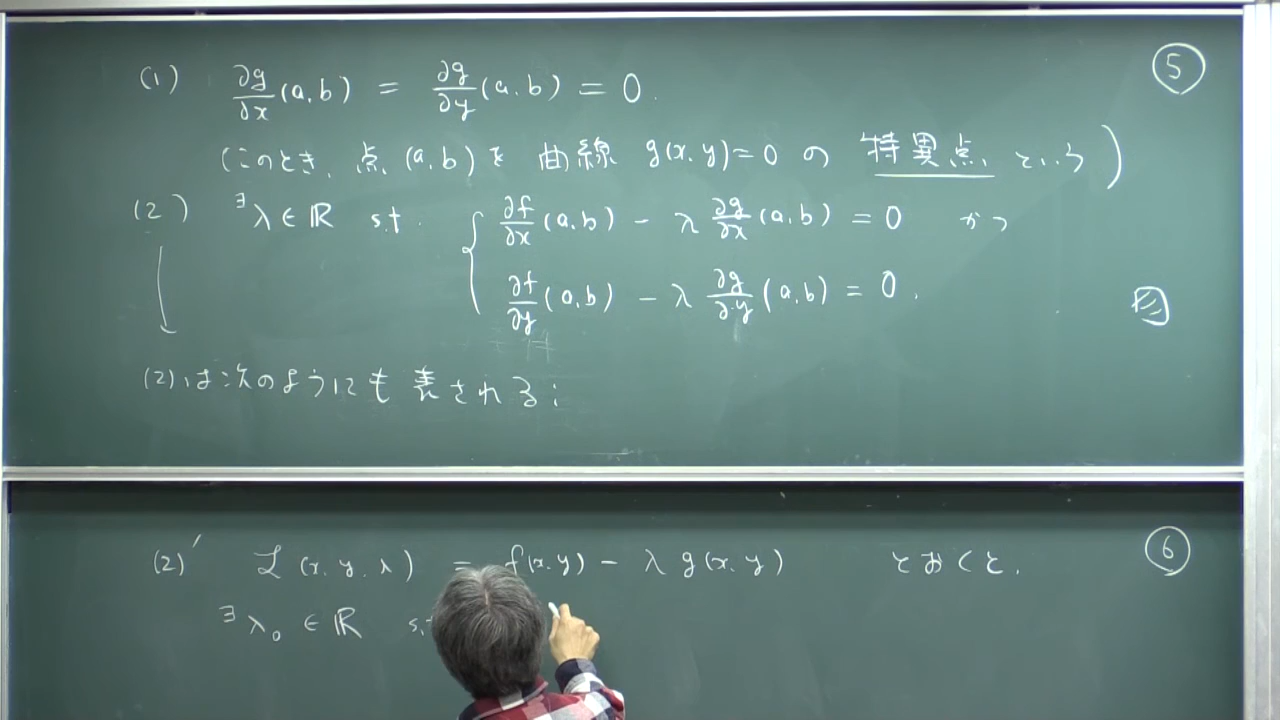 ⑤
(1) ∂g/∂x (a,b) = ∂g/∂y (a,b) = 0.
(このとき、点 (a,b) を 曲線 g(x,y)=0 の 特異点 という)
(2) ∃λ∈ℝ s.t. { ∂f/∂x (a,b) − λ ∂g/∂x (a,b) = 0 かつ
∂f/∂y (a,b) − λ ∂g/∂y (a,b) = 0.
(2)は次のようにも表される;
⑥
(2)′ ℒ(x,y,λ) = f(x,y) − λ g(x,y) とおくと,
∃λ₀ ∈ ℝ